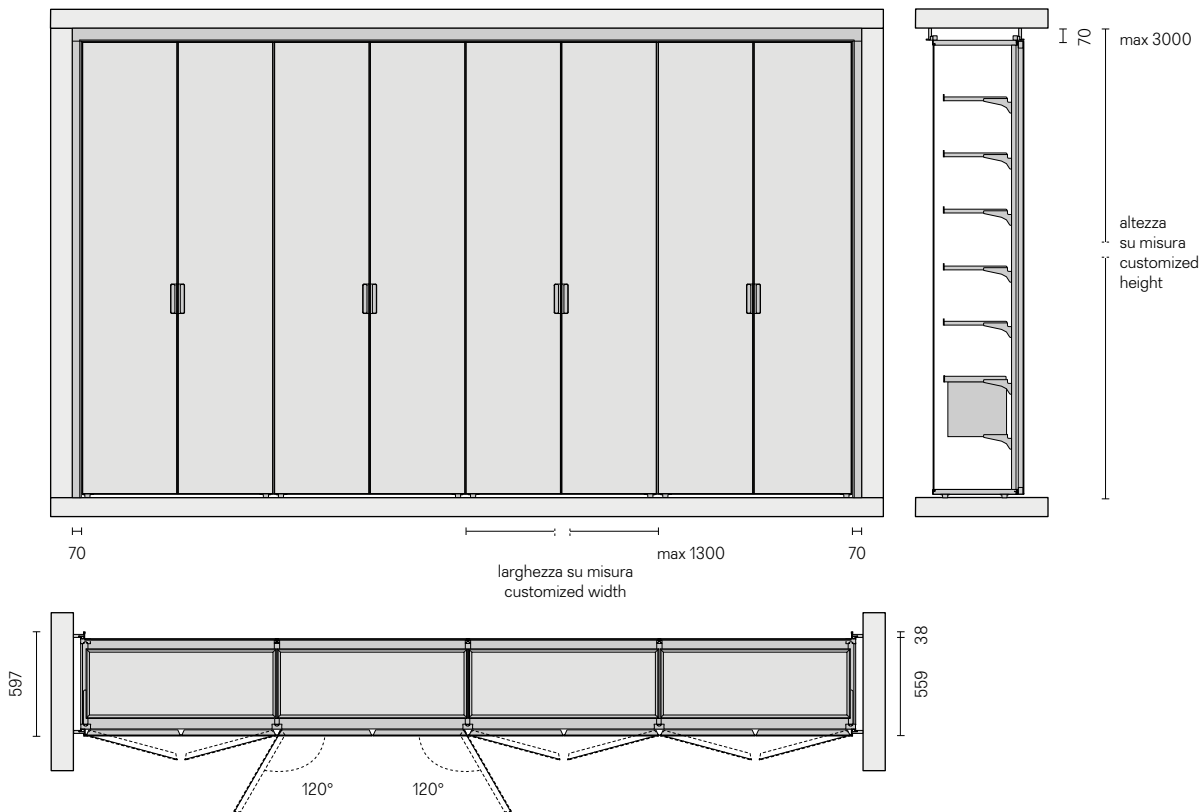 70
max 3000
altezza
su misura
customized
height
70
max 1300
70
larghezza su misura
customized width
597
38
559
120°
120°